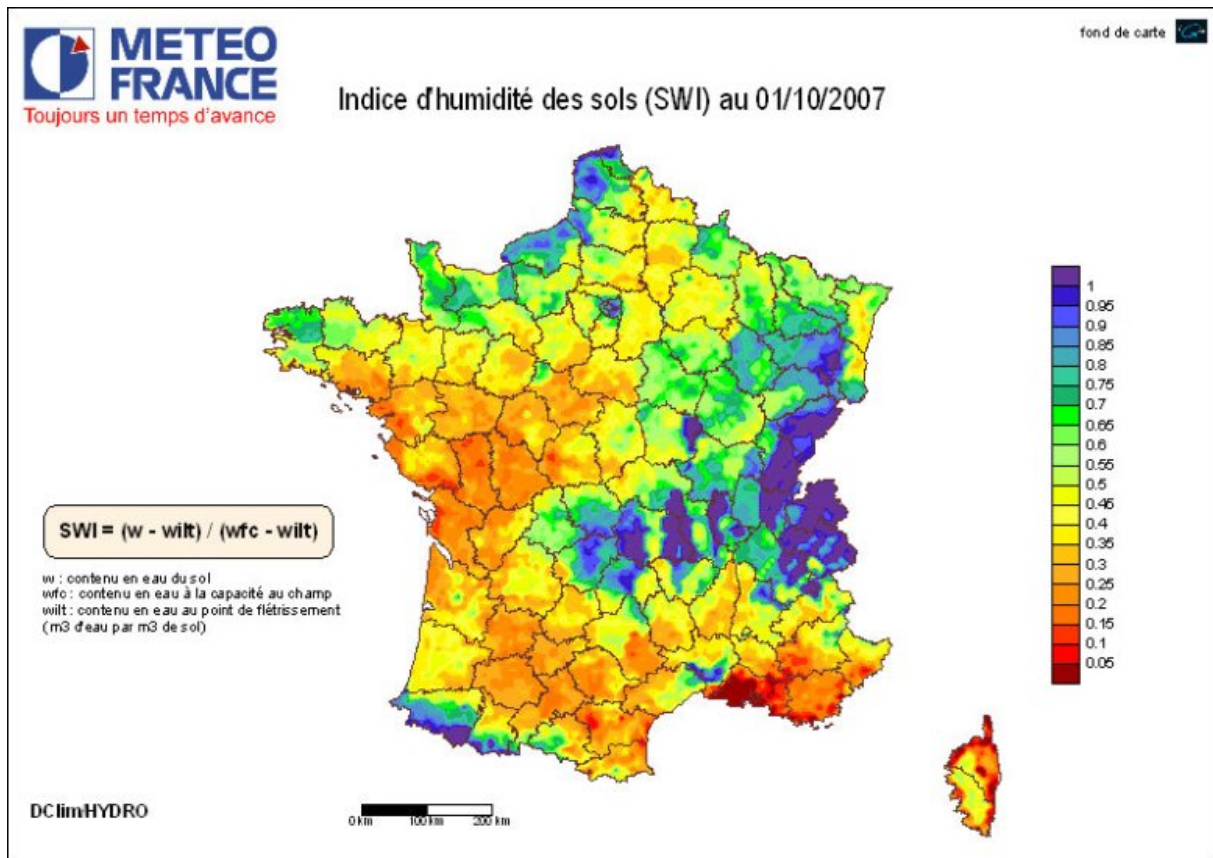 METEO
FRANCE
Toujours un temps d'avance
fond de carte
Indice d'humidité des sols (SWI) au 01/10/2007
1
0.95
0.9
0.85
0.8
0.75
0.7
0.65
0.6
0.55
0.5
0.45
0.4
0.35
0.3
0.25
0.2
0.15
0.1
0.05
SWI = (w - wilt) / (wfc - wilt)
w : contenu en eau du sol
wfc : contenu en eau à la capacité au champ
wilt : contenu en eau au point de flétrissement
(m3 d'eau par m3 de sol)
DClim/HYDRO
0 km 100 km 200 km